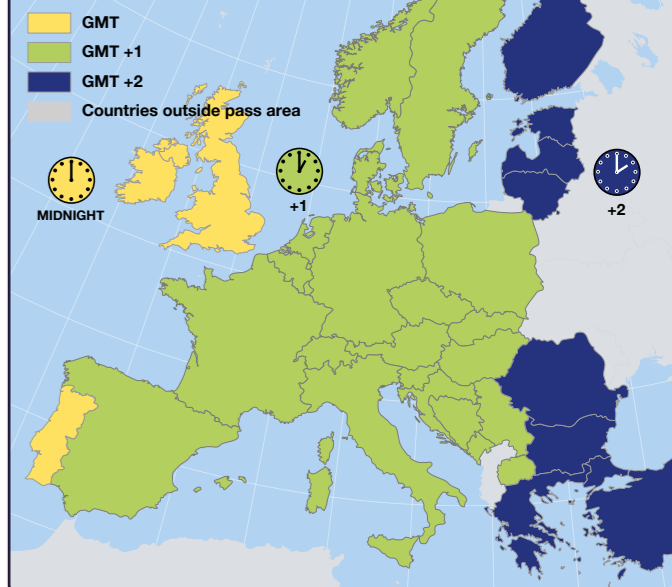 GMT
GMT +1
GMT +2
Countries outside pass area
MIDNIGHT
+1
+2